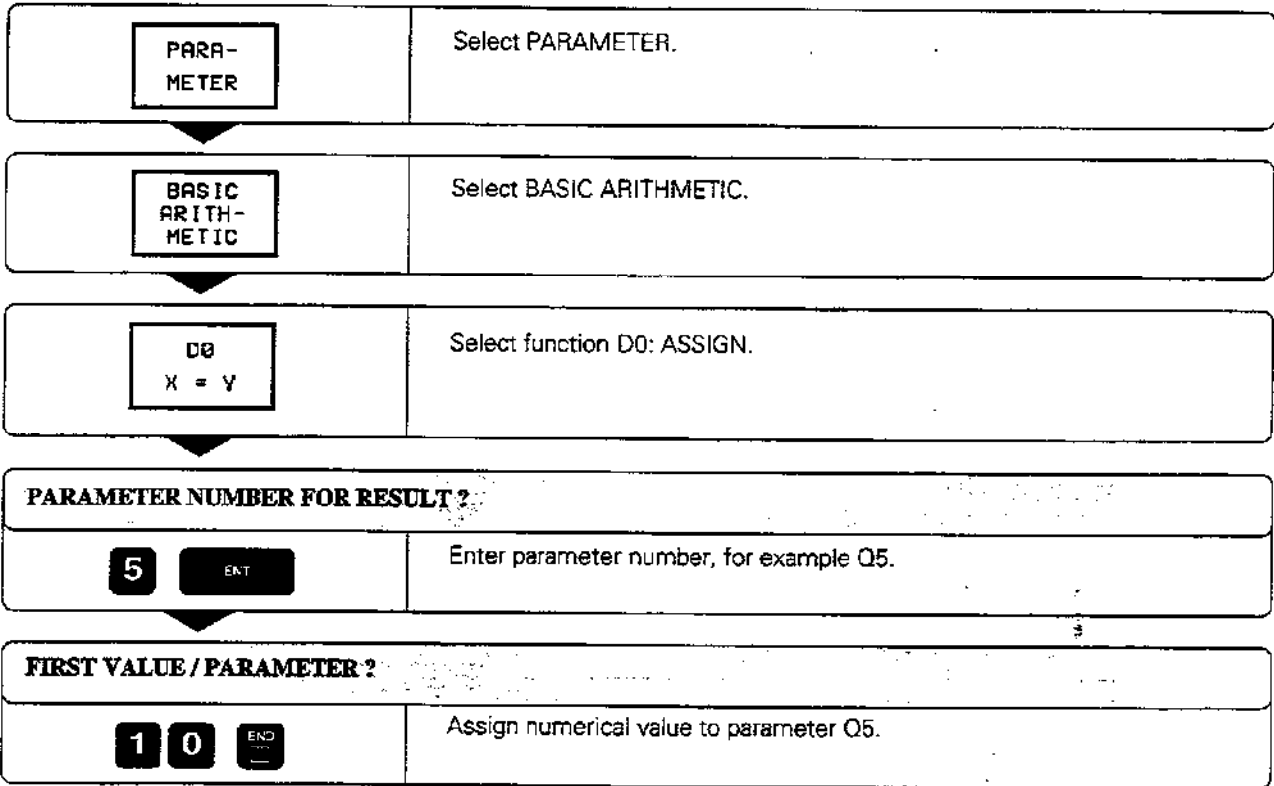 PARA-
METER
Select PARAMETER.
BASIC
ARITH-
METIC
Select BASIC ARITHMETIC.
D0
X = Y
Select function D0: ASSIGN.
PARAMETER NUMBER FOR RESULT ?
5 ENT
Enter parameter number, for example Q5.
FIRST VALUE / PARAMETER ?
1 0 END
Assign numerical value to parameter Q5.